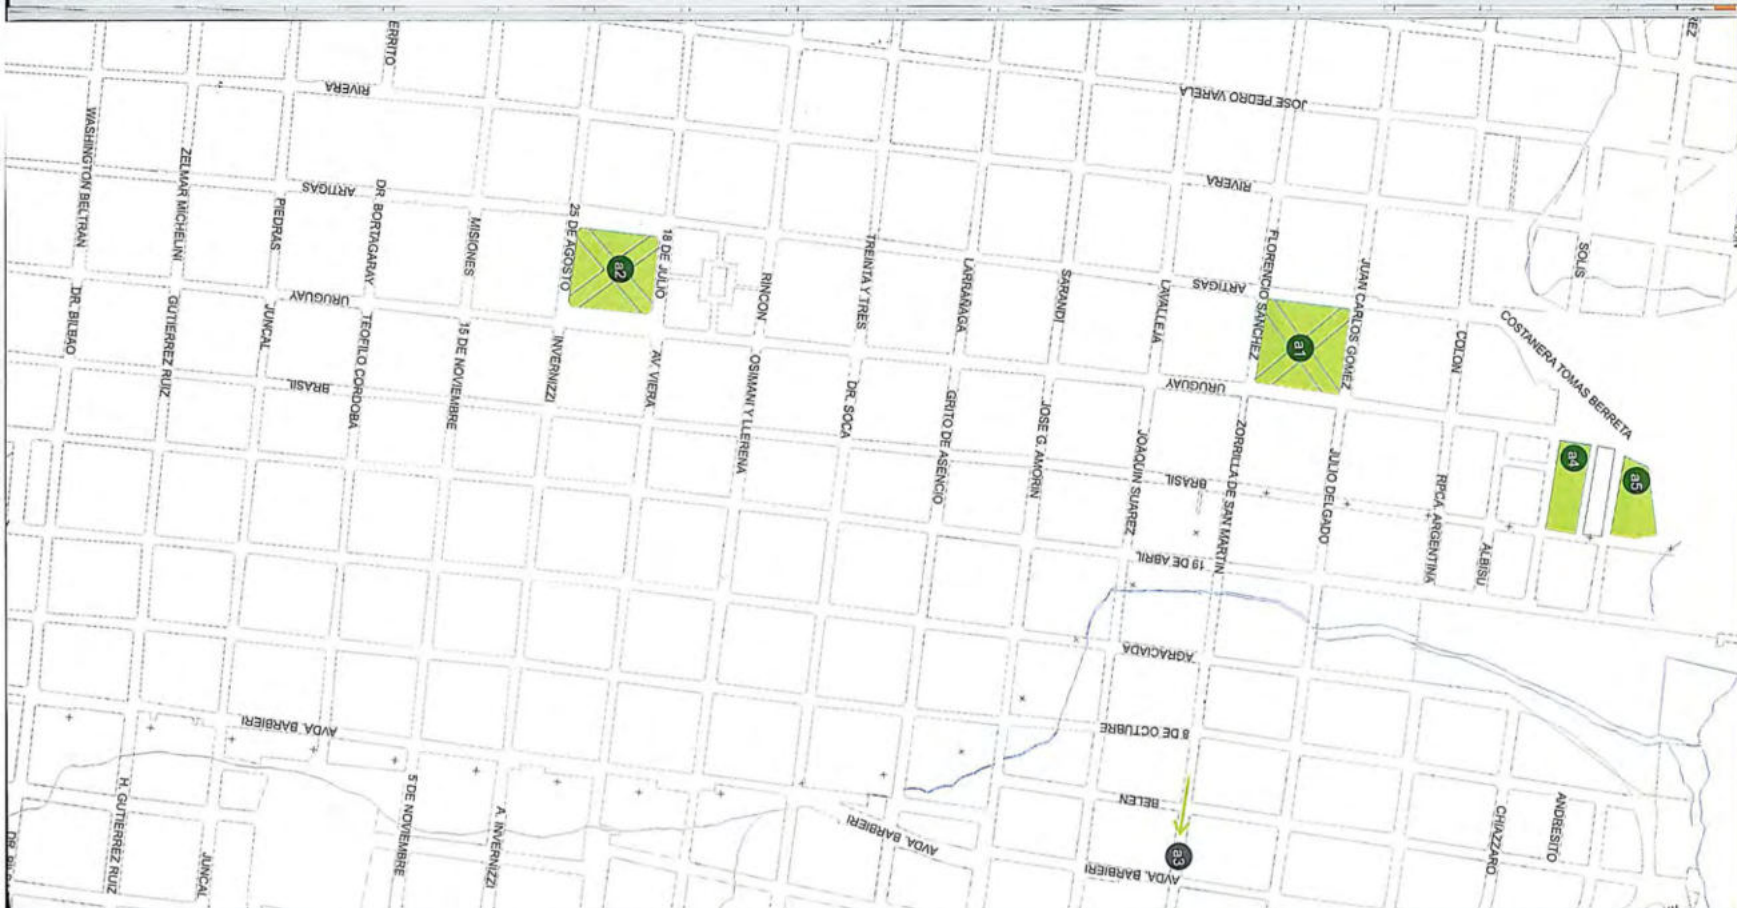 ERRITO
REZ
RIVERA
JOSE PEDRO VARELA
WASHINGTON BELTRAN
ZELMAR MICHELINI
ARTIGAS
PIEDRAS
DR. BORTAGARAY
MISIONES
25 DE AGOSTO
a2
18 DE JULIO
RINCON
TREINTA Y TRES
LARRAÑAGA
SARANDI
LAVALLEJA
RIVERA
ARTIGAS
FLORENCIO SANCHEZ
JUAN CARLOS GOMEZ
a1
COLON
SOLIS
COSTANERA TOMAS BERRETA
DR. BILBAO
GUTIERREZ RUIZ
JUNCAL
URUGUAY
TEOFILO CORDOBA
BRASIL
15 DE NOVIEMBRE
INVERNIZZI
AV. VIERA
OSIMANI Y LLERENA
DR. SOCA
GRITO DE ASENCIO
JOSE G. AMORIN
JOAQUIN SUAREZ
URUGUAY
BRASIL
ZORRILLA DE SAN MARTIN
JULIO DELGADO
RPCA. ARGENTINA
ALBISU
a4
a5
19 DE ABRIL
AGRACIADA
8 DE OCTUBRE
BELEN
a3
AVDA. BARBIERI
AVDA. BARBIERI
AVDA. BARBIERI
H. GUTIERREZ RUIZ
JUNCAL
5 DE NOVIEMBRE
A. INVERNIZZI
CHIAZZARO
ANDRESITO